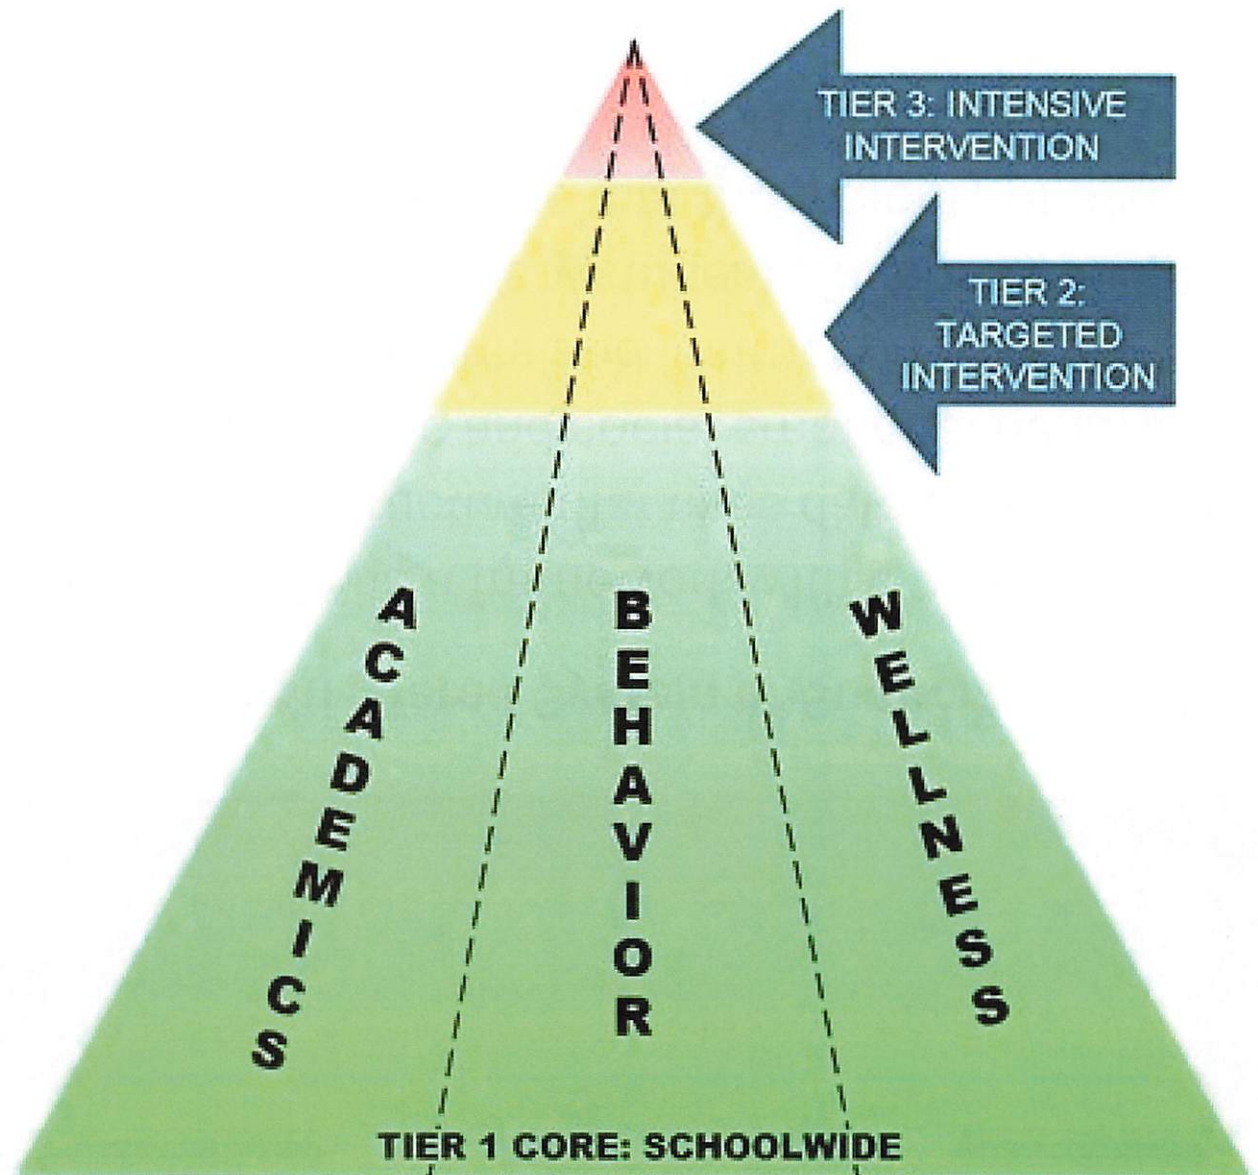 TIER 3: INTENSIVE
INTERVENTION
TIER 2:
TARGETED
INTERVENTION
ACADEMICS
BEHAVIOR
WELLNESS
TIER 1 CORE: SCHOOLWIDE